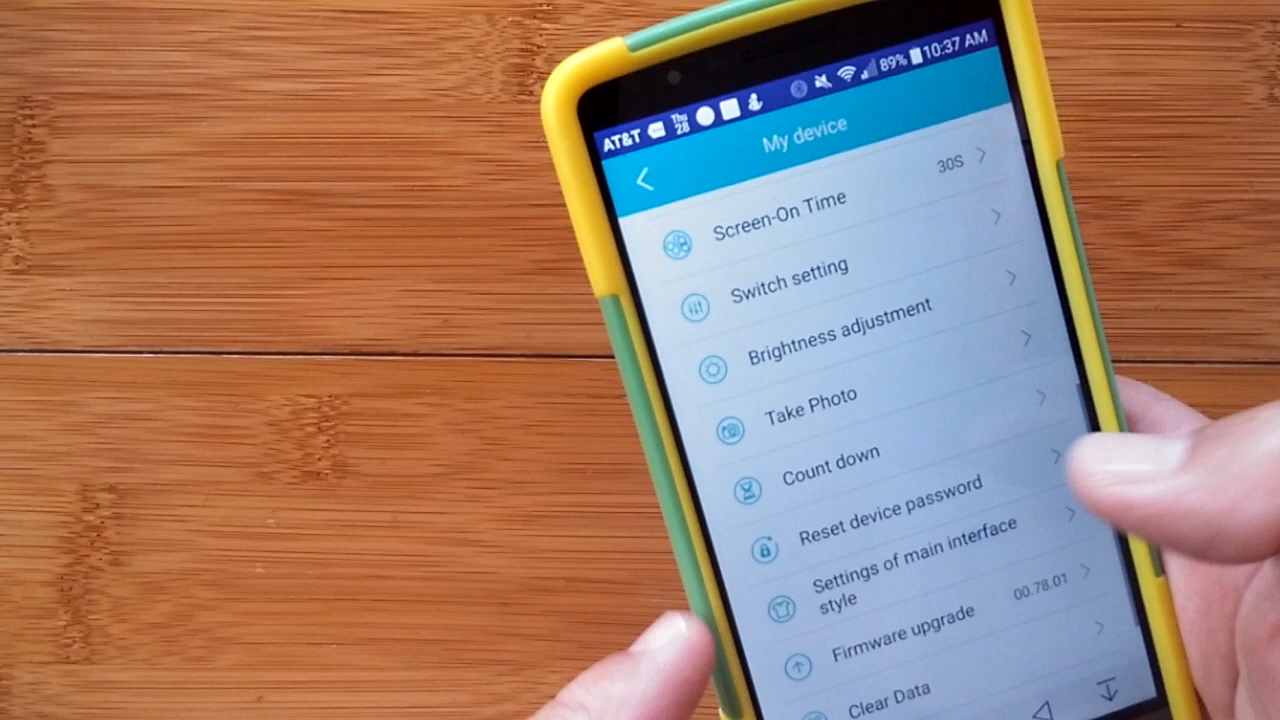 AT&T Thu 28 89% 10:37 AM
My device
Screen-On Time 30S
Switch setting
Brightness adjustment
Take Photo
Count down
Reset device password
Settings of main interface
style
Firmware upgrade 00.78.01
Clear Data